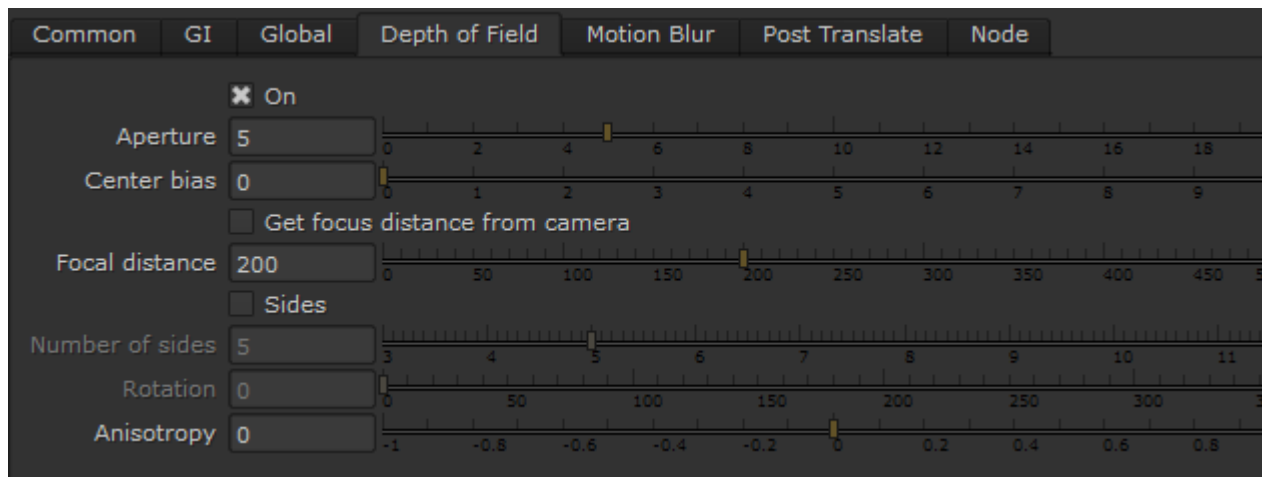 Common GI Global Depth of Field Motion Blur Post Translate Node
On
Aperture 5
0 2 4 6 8 10 12 14 16 18
Center bias 0
0 1 2 3 4 5 6 7 8 9
Get focus distance from camera
Focal distance 200
0 50 100 150 200 250 300 350 400 450
Sides
Number of sides 5
3 4 5 6 7 8 9 10 11
Rotation 0
0 50 100 150 200 250 300
Anisotropy 0
-1 -0.8 -0.6 -0.4 -0.2 0 0.2 0.4 0.6 0.8